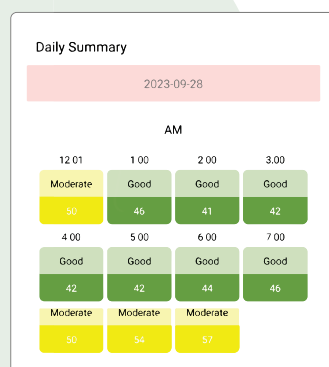 Daily Summary
2023-09-28
AM
12 01 1 00 2 00 3.00
Moderate Good Good Good
50 46 41 42
4 00 5 00 6 00 7 00
Good Good Good Good
42 42 44 46
Moderate Moderate Moderate
50 54 57